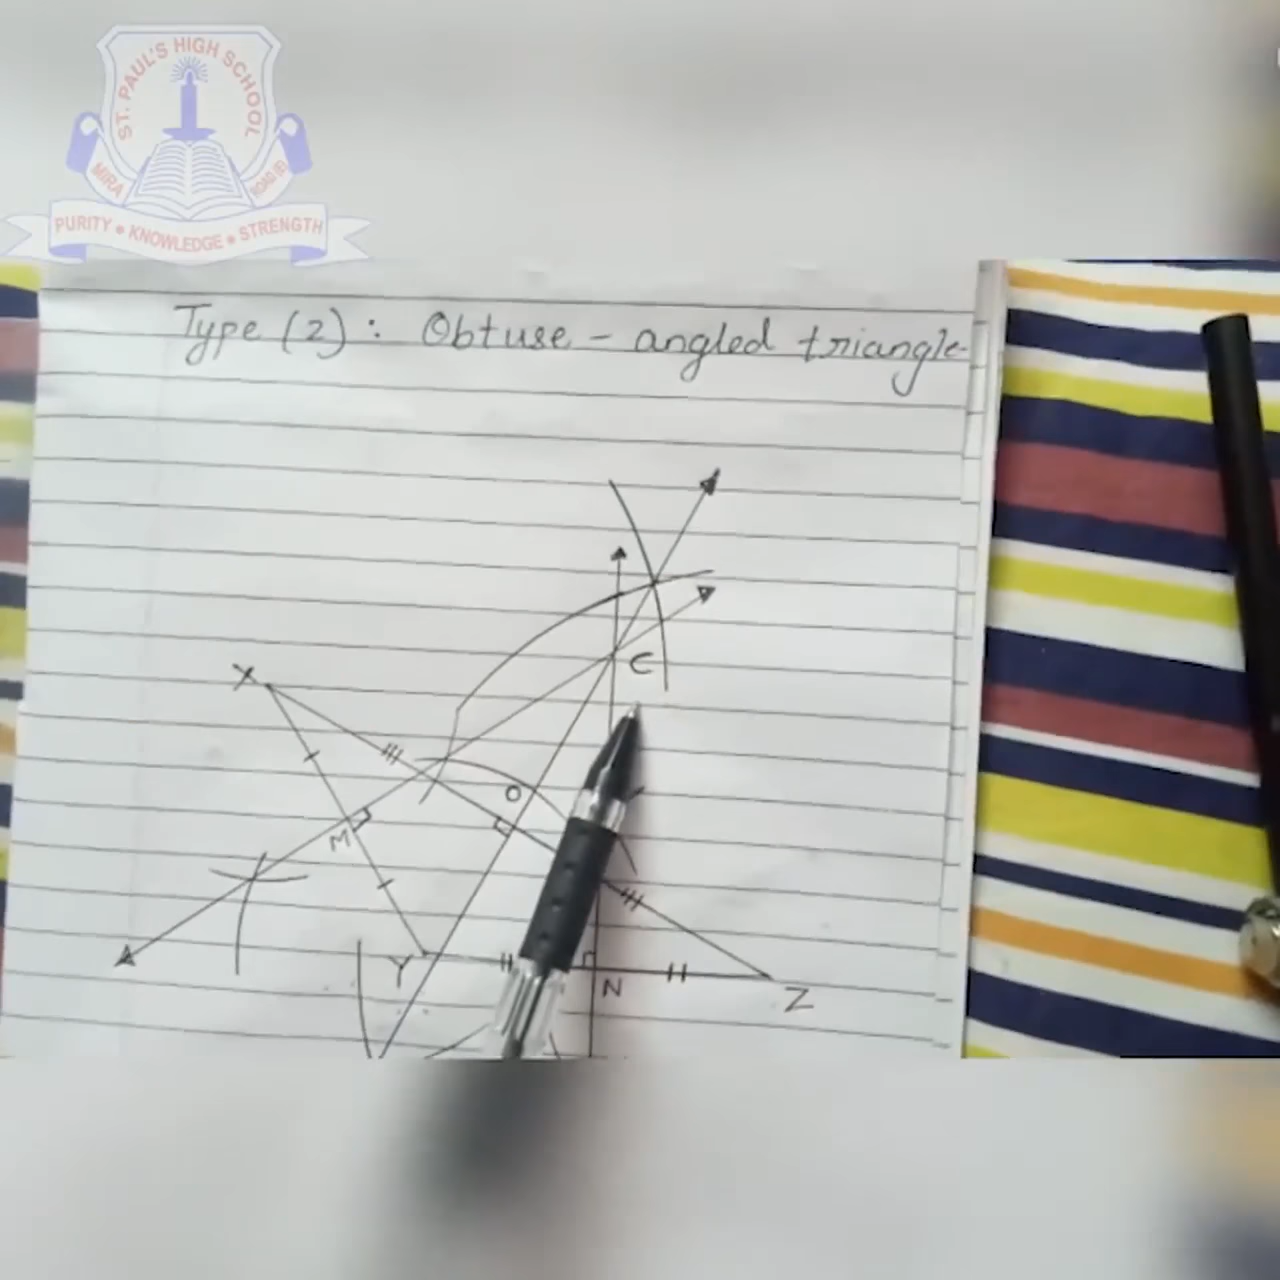 ST. PAUL'S HIGH SCHOOL
MIRA ROAD (E)
PURITY • KNOWLEDGE • STRENGTH
Type (2) : Obtuse - angled triangle
C
X
O
M
Y
N
Z